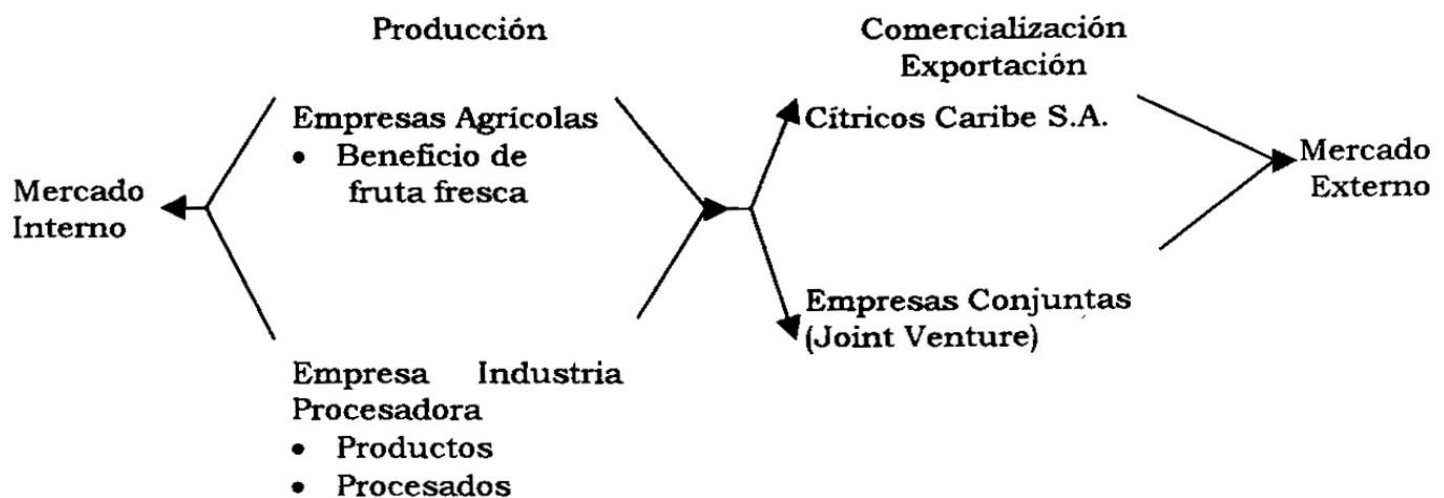 Producción
Comercialización
Exportación
Empresas Agrícolas
• Beneficio de
fruta fresca
Cítricos Caribe S.A.
Mercado
Externo
Mercado
Interno
Empresas Conjuntas
(Joint Venture)
Empresa Industria
Procesadora
• Productos
• Procesados